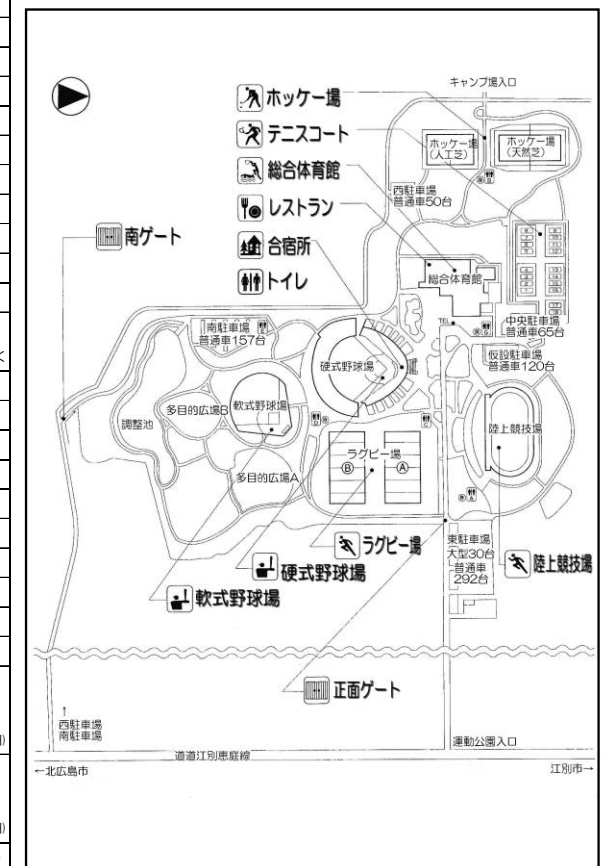 キャンプ場入口
ホッケー場
テニスコート
総合体育館
レストラン
合宿所
トイレ
南ゲート
ホッケー場
(人工芝)
ホッケー場
(天然芝)
西駐車場
普通車50台
総合体育館
TEL
中央駐車場
普通車65台
仮設駐車場
普通車120台
南駐車場
普通車157台
硬式野球場
軟式野球場
多目的広場B
調整池
多目的広場A
ラグビー場
B
A
陸上競技場
東駐車場
大型30台
普通車
292台
ラグビー場
陸上競技場
硬式野球場
軟式野球場
正面ゲート
↑
西駐車場
南駐車場
運動公園入口
道道江別恵庭線
←北広島市
江別市→